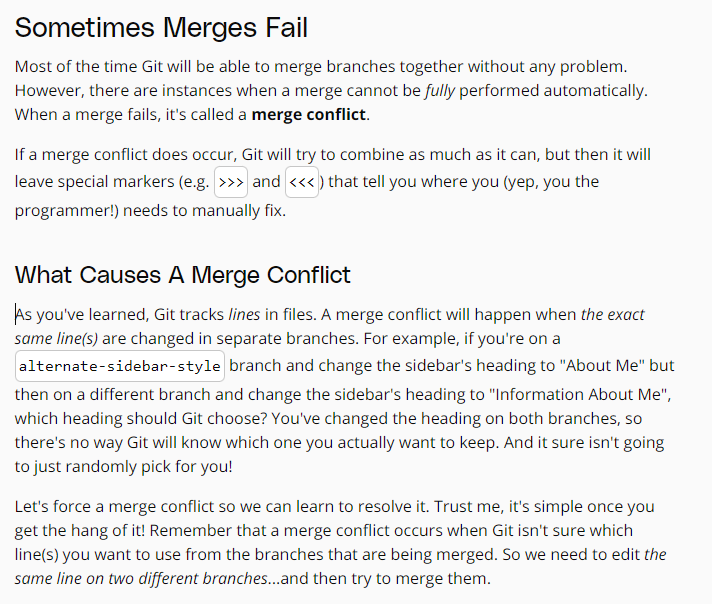 Sometimes Merges Fail
Most of the time Git will be able to merge branches together without any problem.
However, there are instances when a merge cannot be fully performed automatically.
When a merge fails, it's called a merge conflict.
If a merge conflict does occur, Git will try to combine as much as it can, but then it will
leave special markers (e.g. >>> and <<<) that tell you where you (yep, you the
programmer!) needs to manually fix.
What Causes A Merge Conflict
As you've learned, Git tracks lines in files. A merge conflict will happen when the exact
same line(s) are changed in separate branches. For example, if you're on a
alternate-sidebar-style branch and change the sidebar's heading to "About Me" but
then on a different branch and change the sidebar's heading to "Information About Me",
which heading should Git choose? You've changed the heading on both branches, so
there's no way Git will know which one you actually want to keep. And it sure isn't going
to just randomly pick for you!
Let's force a merge conflict so we can learn to resolve it. Trust me, it's simple once you
get the hang of it! Remember that a merge conflict occurs when Git isn't sure which
line(s) you want to use from the branches that are being merged. So we need to edit the
same line on two different branches...and then try to merge them.